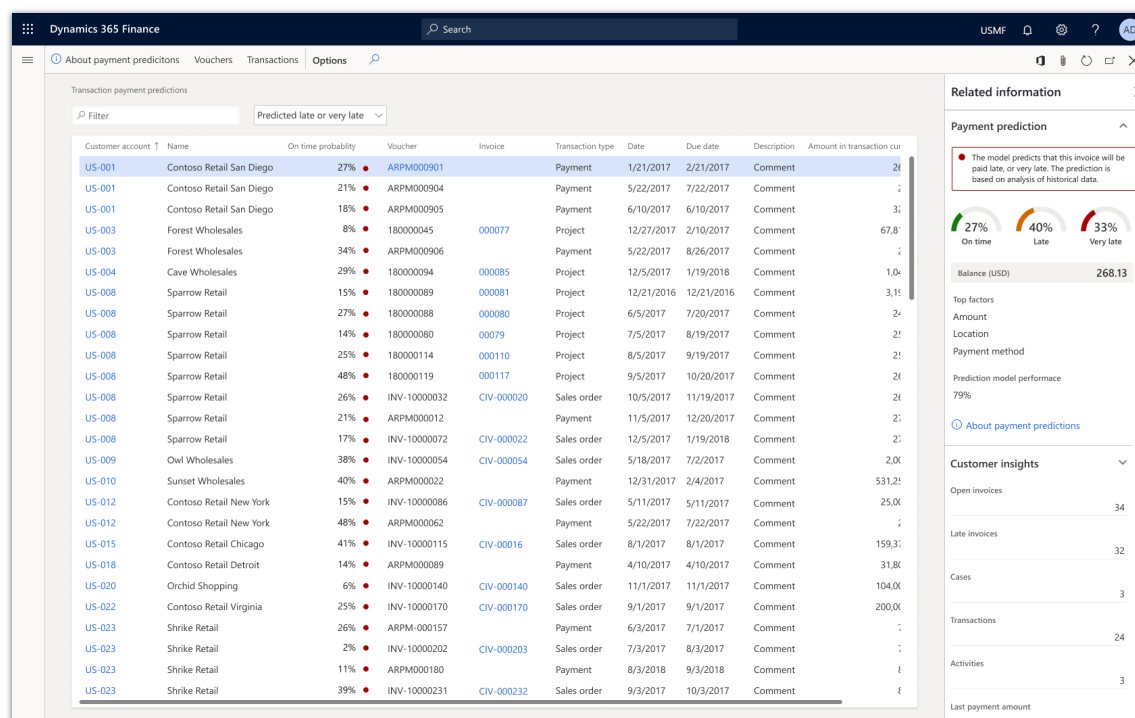 Dynamics 365 Finance Search USMF ? AD
About payment predicitons Vouchers Transactions Options
Transaction payment predictions
Filter Predicted late or very late
Customer account ↑ Name On time probablity Voucher Invoice Transaction type Date Due date Description Amount in transaction cur
US-001 Contoso Retail San Diego 27% ARPM000901 Payment 1/21/2017 2/21/2017 Comment
US-001 Contoso Retail San Diego 21% ARPM000904 Payment 5/22/2017 7/22/2017 Comment
US-001 Contoso Retail San Diego 18% ARPM000905 Payment 6/10/2017 6/10/2017 Comment
US-003 Forest Wholesales 8% 180000045 000077 Project 12/27/2017 2/10/2017 Comment
US-003 Forest Wholesales 34% ARPM000906 Payment 5/22/2017 8/26/2017 Comment
US-004 Cave Wholesales 29% 180000094 000085 Project 12/5/2017 1/19/2018 Comment
US-008 Sparrow Retail 15% 180000089 000081 Project 12/21/2016 12/21/2016 Comment
US-008 Sparrow Retail 27% 180000088 000080 Project 6/5/2017 7/20/2017 Comment
US-008 Sparrow Retail 14% 180000080 00079 Project 7/5/2017 8/19/2017 Comment
US-008 Sparrow Retail 25% 180000114 000110 Project 8/5/2017 9/19/2017 Comment
US-008 Sparrow Retail 48% 180000119 000117 Project 9/5/2017 10/20/2017 Comment
US-008 Sparrow Retail 26% INV-10000032 CIV-000020 Sales order 10/5/2017 11/19/2017 Comment
US-008 Sparrow Retail 21% ARPM000012 Payment 11/5/2017 12/20/2017 Comment
US-008 Sparrow Retail 17% INV-10000072 CIV-000022 Sales order 12/5/2017 1/19/2018 Comment
US-009 Owl Wholesales 38% INV-10000054 CIV-000054 Sales order 5/18/2017 7/2/2017 Comment
US-010 Sunset Wholesales 40% ARPM000022 Payment 12/31/2017 2/4/2017 Comment
US-012 Contoso Retail New York 15% INV-10000086 CIV-000087 Sales order 5/11/2017 5/11/2017 Comment
US-012 Contoso Retail New York 48% ARPM000062 Payment 5/22/2017 7/22/2017 Comment
US-015 Contoso Retail Chicago 41% INV-10000115 CIV-00016 Sales order 8/1/2017 8/1/2017 Comment
US-018 Contoso Retail Detroit 14% ARPM000089 Payment 4/10/2017 4/10/2017 Comment
US-020 Orchid Shopping 6% INV-10000140 CIV-000140 Sales order 11/1/2017 11/1/2017 Comment
US-022 Contoso Retail Virginia 25% INV-10000170 CIV-000170 Sales order 9/1/2017 9/1/2017 Comment
US-023 Shrike Retail 26% ARPM-000157 Payment 6/3/2017 7/1/2017 Comment
US-023 Shrike Retail 2% INV-10000202 CIV-000203 Sales order 7/3/2017 8/3/2017 Comment
US-023 Shrike Retail 11% ARPM000180 Payment 8/3/2018 9/3/2018 Comment
US-023 Shrike Retail 39% INV-10000231 CIV-000232 Sales order 9/3/2017 10/3/2017 Comment
Related information
Payment prediction
The model predicts that this invoice will be
paid late, or very late. The prediction is
based on analysis of historical data.
27% 40% 33%
On time Late Very late
Balance (USD) 268.13
Top factors
Amount
Location
Payment method
Prediction model performace
79%
About payment predictions
Customer insights
Open invoices
34
Late invoices
32
Cases
3
Transactions
24
Activities
3
Last payment amount